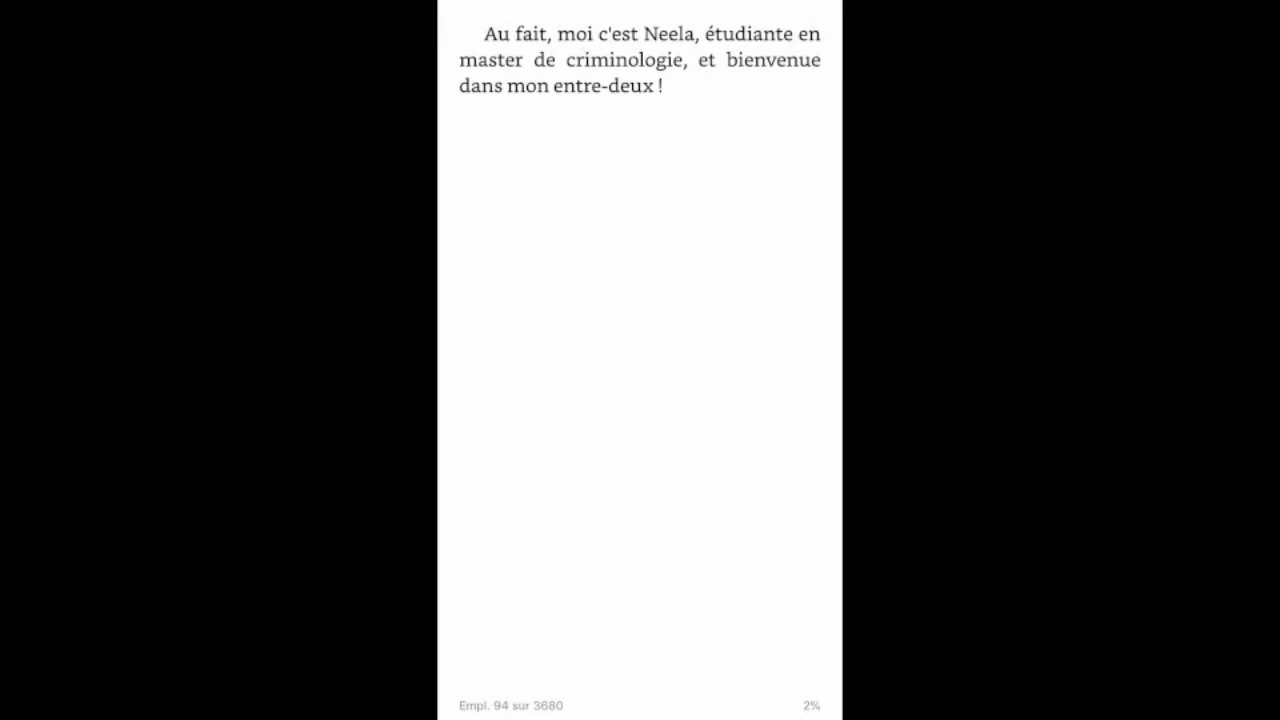 Au fait, moi c'est Neela, étudiante en
master de criminologie, et bienvenue
dans mon entre-deux !
Empl. 94 sur 3680
2%